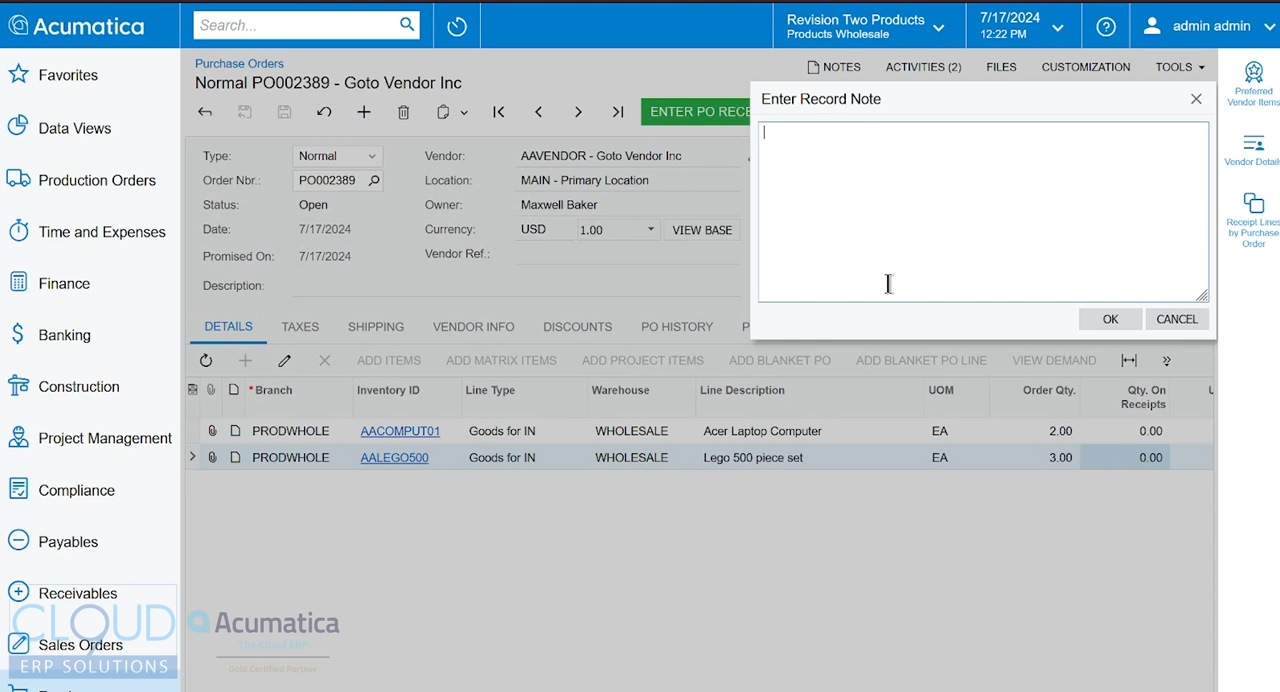 Acumatica
Search...
Revision Two Products
Products Wholesale
7/17/2024
12:22 PM
admin admin
Favorites
Data Views
Production Orders
Time and Expenses
Finance
Banking
Construction
Project Management
Compliance
Payables
Receivables
Sales Orders
CLOUD
ERP SOLUTIONS
Purchase Orders
Normal PO002389 - Goto Vendor Inc
NOTES
ACTIVITIES (2)
FILES
CUSTOMIZATION
TOOLS
ENTER PO RECE
Type: Normal
Order Nbr.: PO002389
Status: Open
Date: 7/17/2024
Promised On: 7/17/2024
Description:
Vendor: AAVENDOR - Goto Vendor Inc
Location: MAIN - Primary Location
Owner: Maxwell Baker
Currency: USD 1.00 VIEW BASE
Vendor Ref.:
Enter Record Note
OK
CANCEL
DETAILS TAXES SHIPPING VENDOR INFO DISCOUNTS PO HISTORY P
ADD ITEMS ADD MATRIX ITEMS ADD PROJECT ITEMS ADD BLANKET PO ADD BLANKET PO LINE VIEW DEMAND
*Branch Inventory ID Line Type Warehouse Line Description UOM Order Qty. Qty. On U
Receipts
PRODWHOLE AACOMPUT01 Goods for IN WHOLESALE Acer Laptop Computer EA 2.00 0.00
PRODWHOLE AALEGO500 Goods for IN WHOLESALE Lego 500 piece set EA 3.00 0.00
Acumatica
The Cloud ERP
Gold Certified Partner
Preferred
Vendor Items
Vendor Details
Receipt Lines
by Purchase
Order